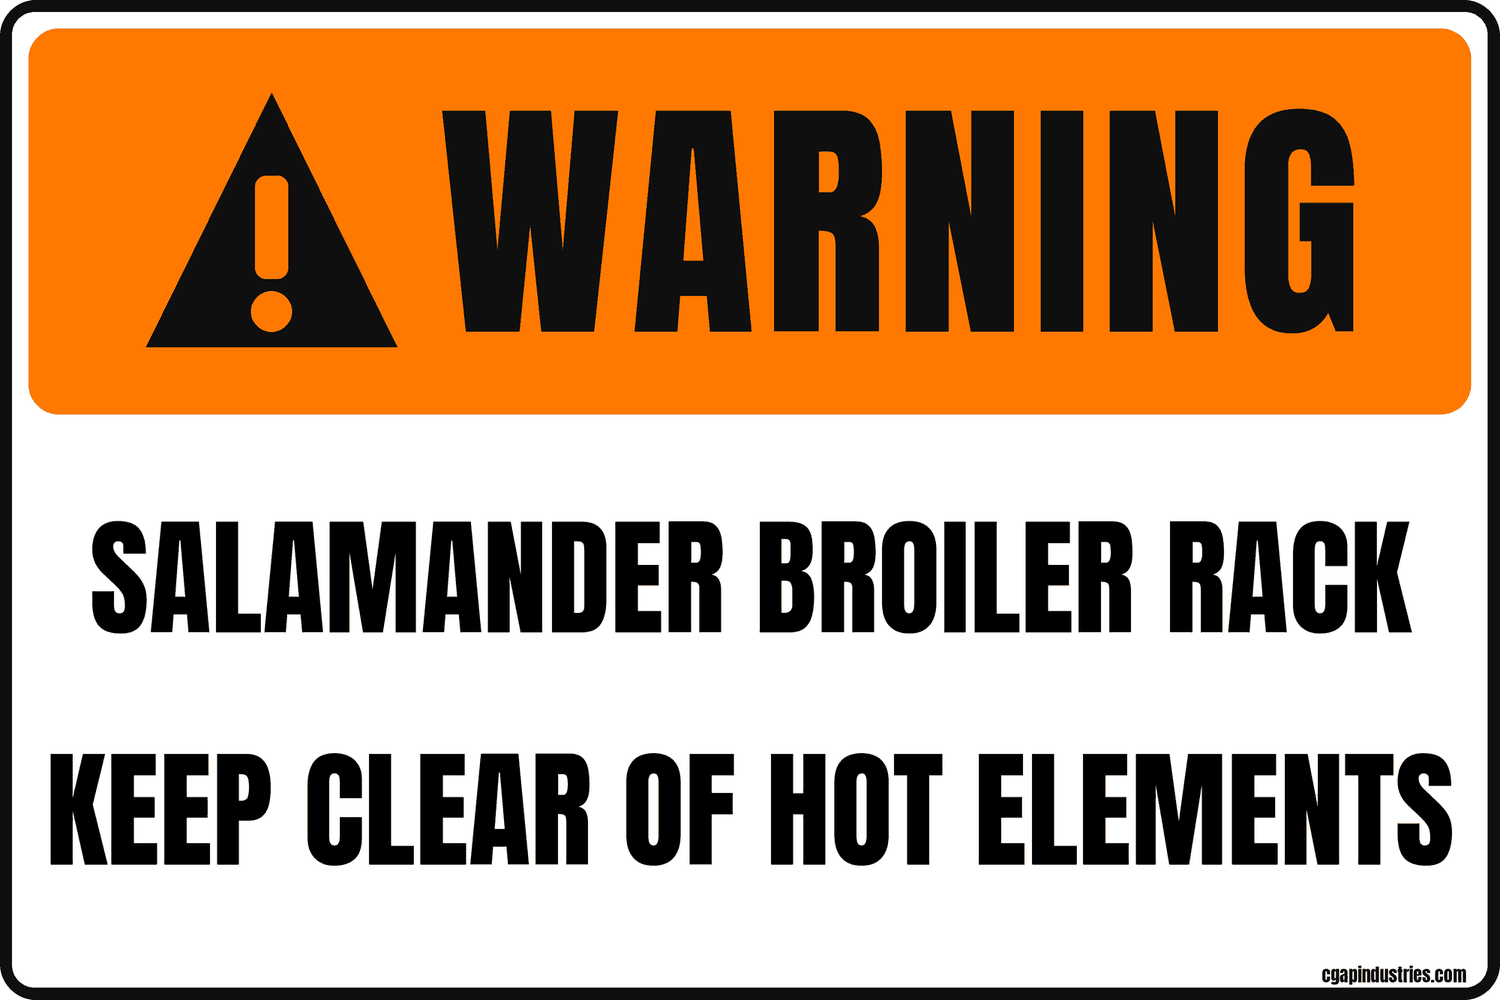 WARNING
SALAMANDER BROILER RACK
KEEP CLEAR OF HOT ELEMENTS
cgapindustries.com